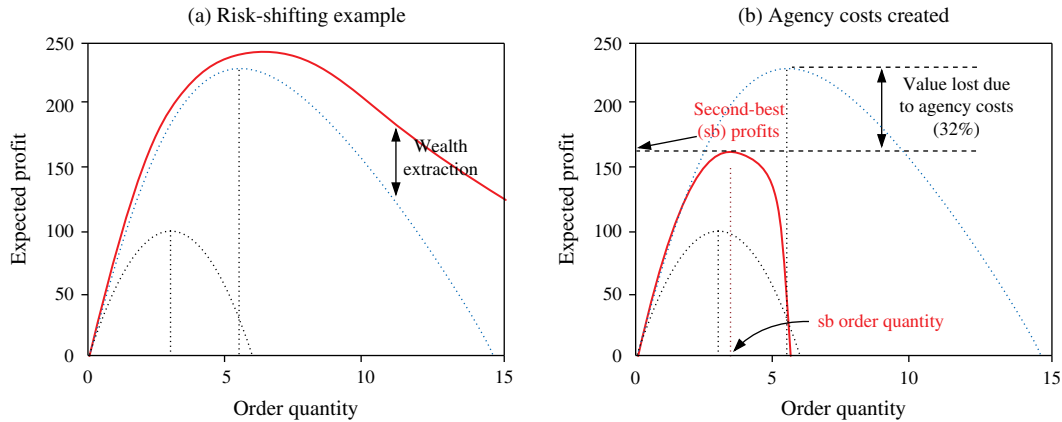 (a) Risk-shifting example
250
200
150
100
50
0
0
5
10
15
Expected profit
Order quantity
Wealth
extraction
(b) Agency costs created
250
200
150
100
50
0
0
5
10
15
Expected profit
Order quantity
Second-best
(sb) profits
Value lost due
to agency costs
(32%)
sb order quantity